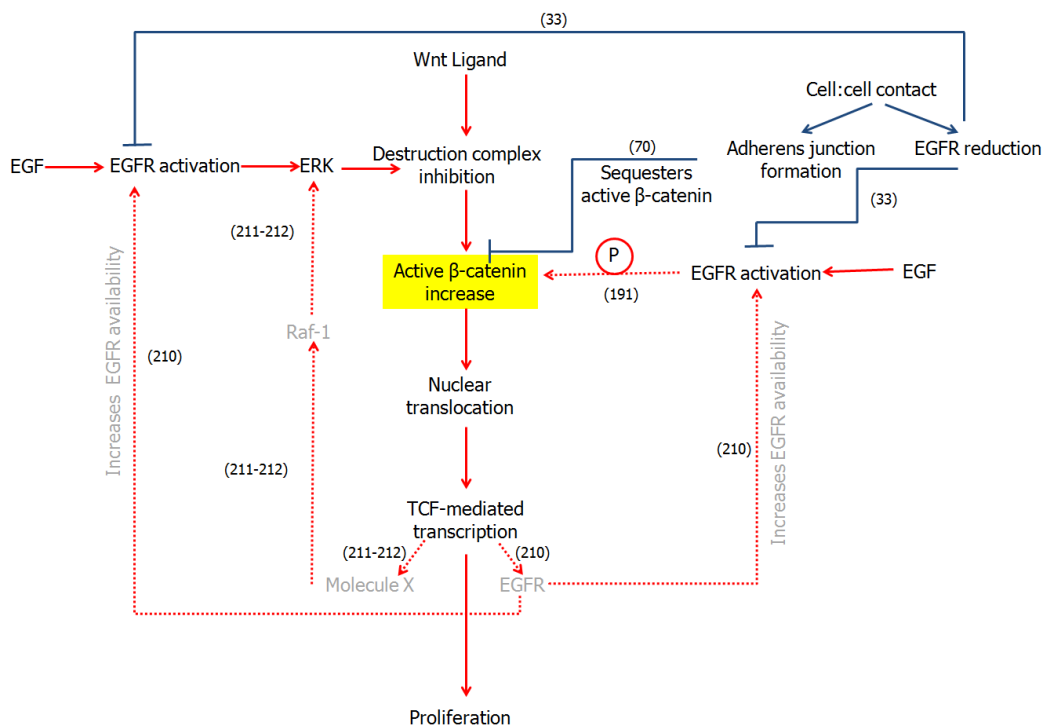 (33)
Wnt Ligand
Cell:cell contact
EGF
EGFR activation
ERK
Destruction complex
inhibition
(70)
Sequesters
active β-catenin
Adherens junction
formation
EGFR reduction
(33)
(211-212)
Active β-catenin
increase
P
(191)
EGFR activation
EGF
Increases EGFR availability
(210)
Raf-1
Nuclear
translocation
(211-212)
(210)
Increases EGFR availability
TCF-mediated
transcription
(211-212)
(210)
Molecule X
EGFR
Proliferation